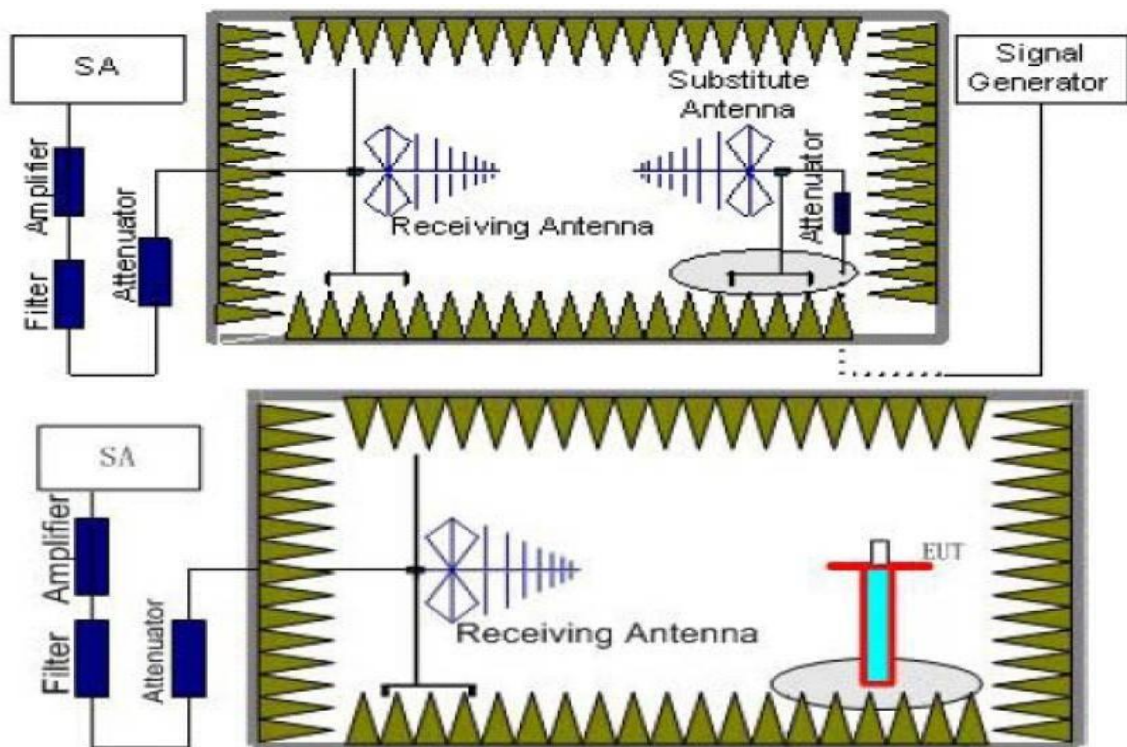 SA
Amplifier
Filter
Attenuator
Receiving Antenna
Substitute
Antenna
Attenuator
Signal
Generator
SA
Amplifier
Filter
Attenuator
Receiving Antenna
EUT